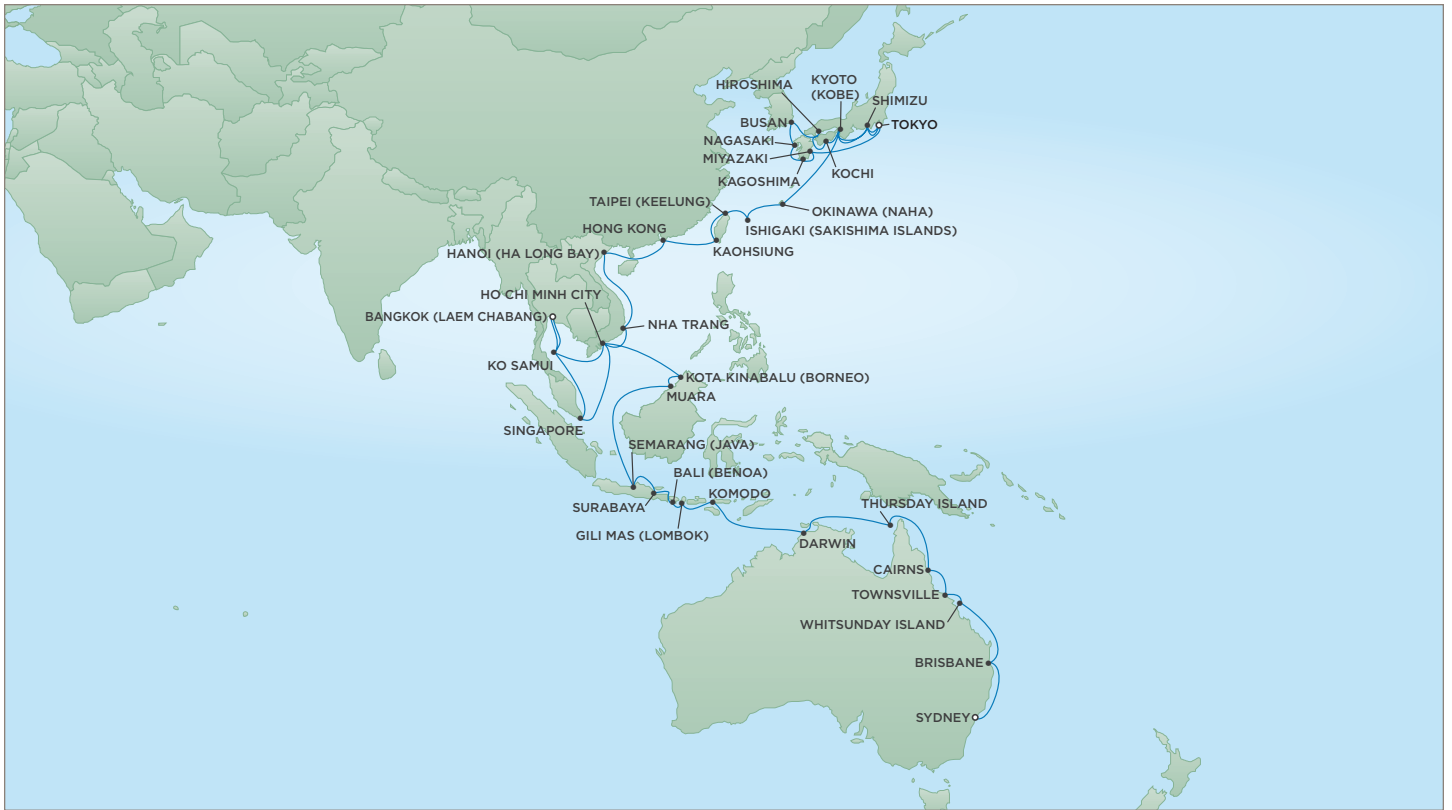 HIROSHIMA
KYOTO
(KOBE)
SHIMIZU
BUSAN
TOKYO
NAGASAKI
MIYAZAKI
KOCHI
KAGOSHIMA
TAIPEI (KEELUNG)
OKINAWA (NAHA)
HONG KONG
ISHIGAKI (SAKISHIMA ISLANDS)
HANOI (HA LONG BAY)
KAOHSIUNG
HO CHI MINH CITY
BANGKOK (LAEM CHABANG)
NHA TRANG
KO SAMUI
KOTA KINABALU (BORNEO)
MUARA
SINGAPORE
SEMARANG (JAVA)
BALI (BENOA)
KOMODO
SURABAYA
THURSDAY ISLAND
GILI MAS (LOMBOK)
DARWIN
CAIRNS
TOWNSVILLE
WHITSUNDAY ISLAND
BRISBANE
SYDNEY